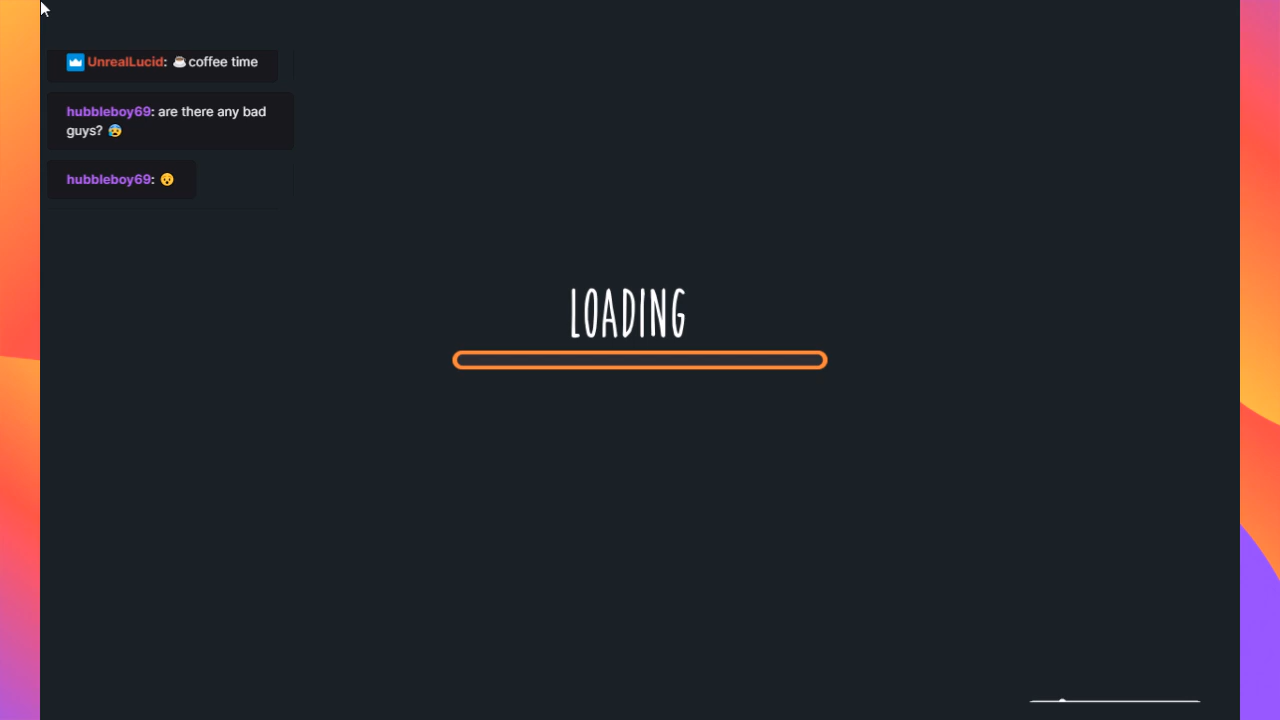 UnrealLucid: ☕coffee time
hubbleboy69: are there any bad
guys? 😰
hubbleboy69: 😯
LOADING